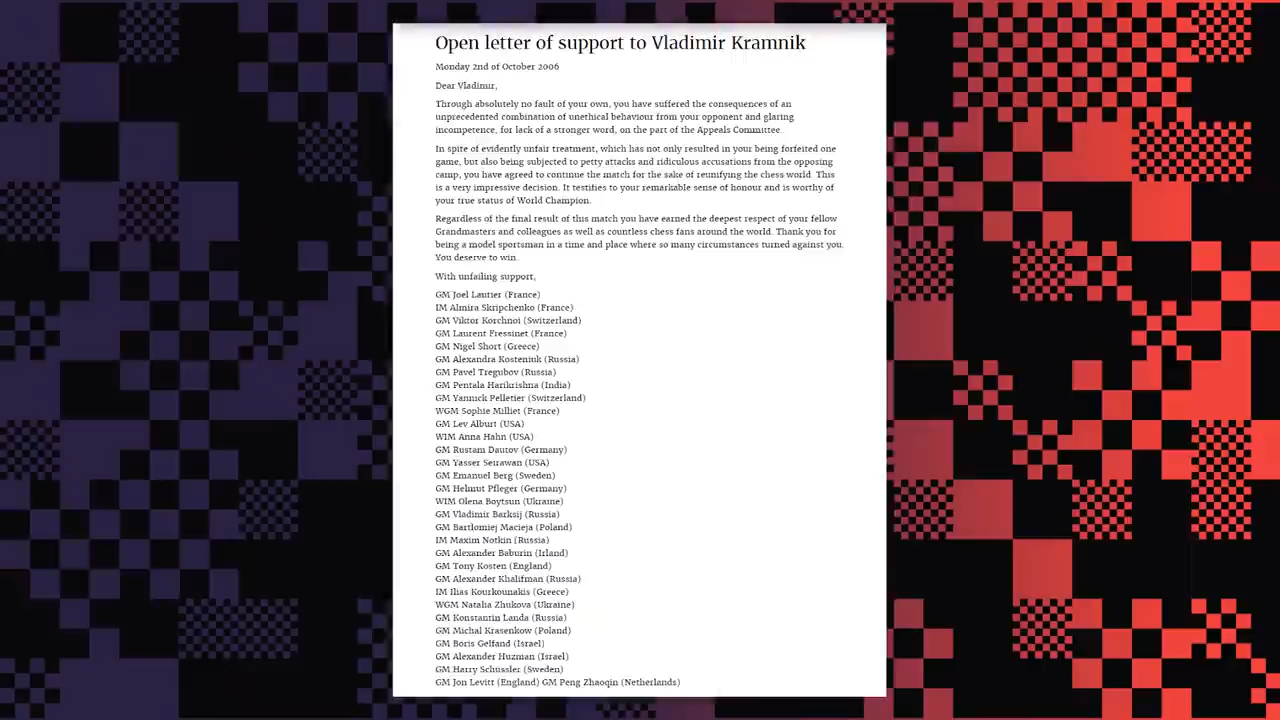 Open letter of support to Vladimir Kramnik
Monday 2nd of October 2006
Dear Vladimir,
Through absolutely no fault of your own, you have suffered the consequences of an
unprecedented combination of unethical behaviour from your opponent and glaring
incompetence, for lack of a stronger word, on the part of the Appeals Committee.
In spite of evidently unfair treatment, which has not only resulted in your being forfeited one
game, but also being subjected to petty attacks and ridiculous accusations from the opposing
camp, you have agreed to continue the match for the sake of reunifying the chess world. This
is a very impressive decision. It testifies to your remarkable sense of honour and is worthy of
your true status of World Champion.
Regardless of the final result of this match you have earned the deepest respect of your fellow
Grandmasters and colleagues as well as countless chess fans around the world. Thank you for
being a model sportsman in a time and place where so many circumstances turned against you.
You deserve to win.
With unfailing support,
GM Joel Lautier (France)
IM Almira Skripchenko (France)
GM Viktor Korchnoi (Switzerland)
GM Laurent Fressinet (France)
GM Nigel Short (Greece)
GM Alexandra Kosteniuk (Russia)
GM Pavel Tregubov (Russia)
GM Pentala Harikrishna (India)
GM Yannick Pelletier (Switzerland)
WGM Sophie Milliet (France)
GM Lev Alburt (USA)
WIM Anna Hahn (USA)
GM Rustam Dautov (Germany)
GM Yasser Seirawan (USA)
GM Emanuel Berg (Sweden)
GM Helmut Pfleger (Germany)
WIM Olena Boytsun (Ukraine)
GM Vladimir Barksij (Russia)
GM Bartlomiej Macieja (Poland)
IM Maxim Notkin (Russia)
GM Alexander Baburin (Irland)
GM Tony Kosten (England)
GM Alexander Khalifman (Russia)
IM Ilias Kourkounakis (Greece)
WGM Natalia Zhukova (Ukraine)
GM Konstantin Landa (Russia)
GM Michal Krasenkow (Poland)
GM Boris Gelfand (Israel)
GM Alexander Huzman (Israel)
GM Harry Schussler (Sweden)
GM Jon Levitt (England) GM Peng Zhaoqin (Netherlands)